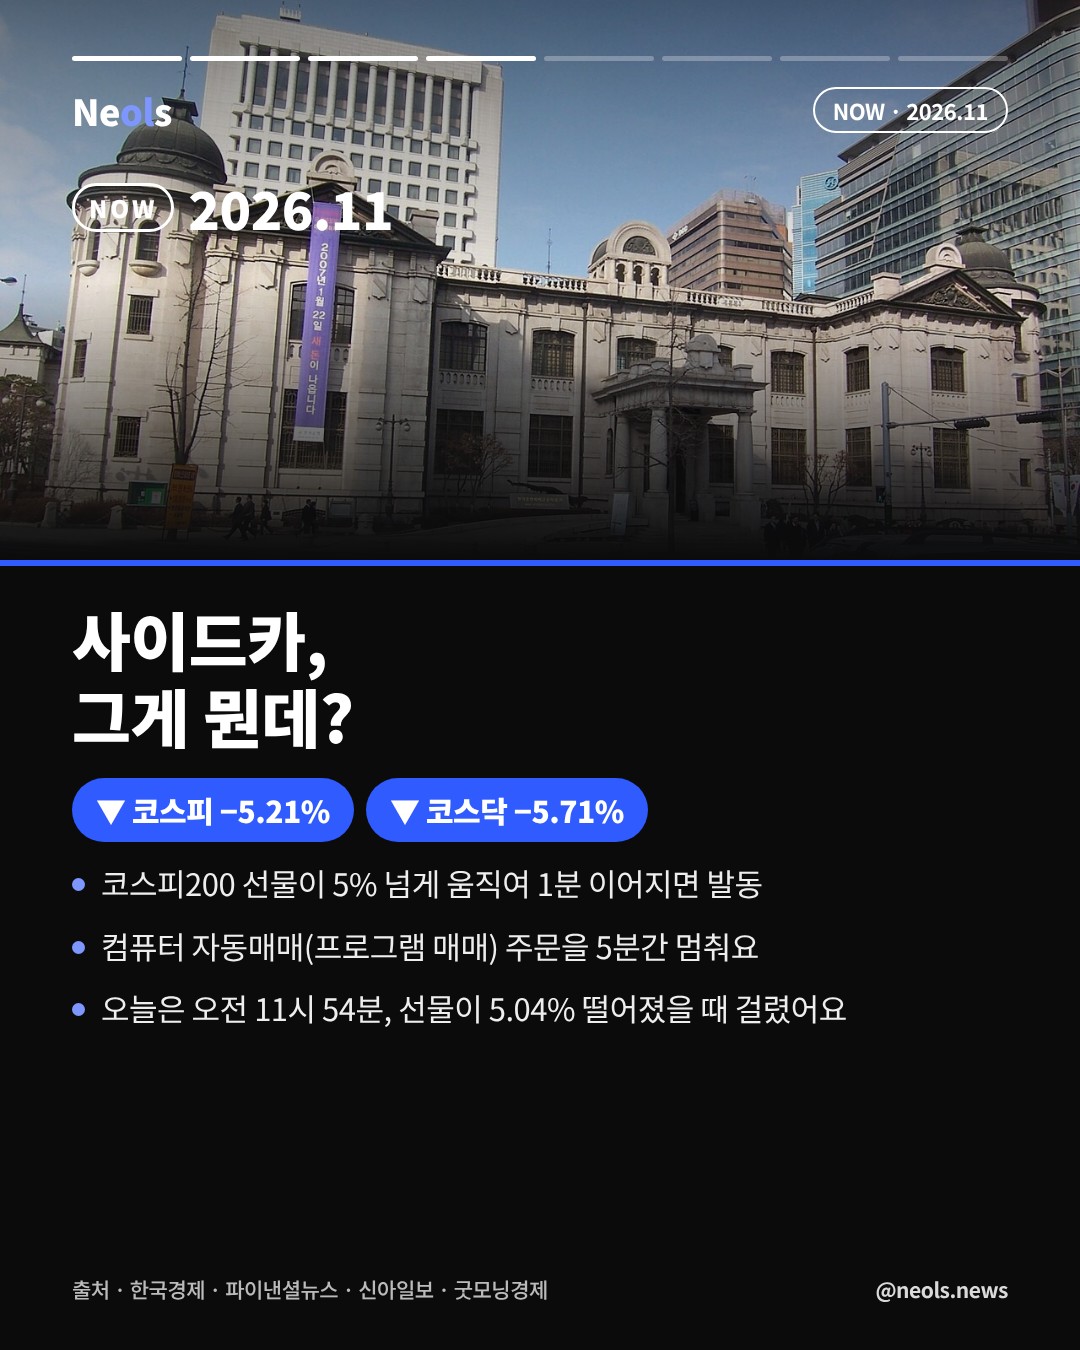 Neols
NOW · 2026.11
NOW 2026.11
2007년 1월 22일 새 돈이 나옵니다
사이드카,
그게 뭔데?
▼ 코스피 −5.21% ▼ 코스닥 −5.71%
• 코스피200 선물이 5% 넘게 움직여 1분 이어지면 발동
• 컴퓨터 자동매매(프로그램 매매) 주문을 5분간 멈춰요
• 오늘은 오전 11시 54분, 선물이 5.04% 떨어졌을 때 걸렸어요
출처 · 한국경제 · 파이낸셜뉴스 · 신아일보 · 굿모닝경제
@neols.news